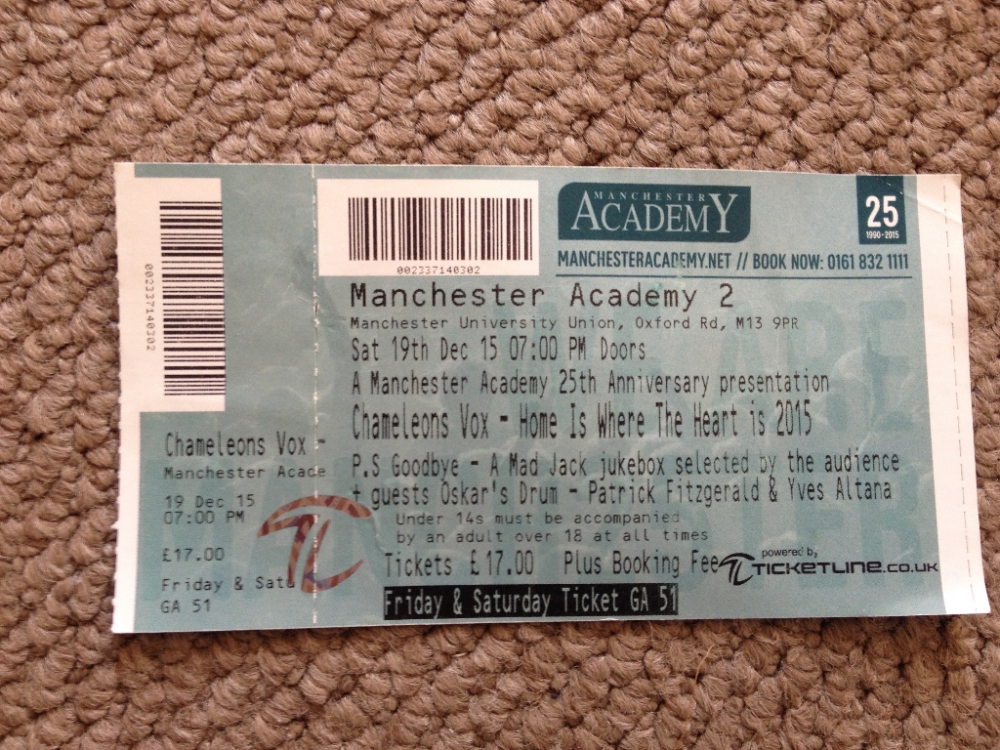 002337140302
Chameleons Vox -
Manchester Acade
19 Dec 15
07:00 PM
£17.00
Friday & Satu
GA 51
002337140302
MANCHESTER
ACADEMY
25
1990-2015
MANCHESTERACADEMY.NET // BOOK NOW: 0161 832 1111
Manchester Academy 2
Manchester University Union, Oxford Rd, M13 9PR
Sat 19th Dec 15 07:00 PM Doors
A Manchester Academy 25th Anniversary presentation
Chameleons Vox - Home Is Where The Heart is 2015
P.S Goodbye - A Mad Jack jukebox selected by the audience
+ guests Oskar's Drum - Patrick Fitzgerald & Yves Altana
Under 14s must be accompanied
by an adult over 18 at all times
Tickets £17.00 Plus Booking Fee
powered by
TICKETLINE.CO.UK
Friday & Saturday Ticket GA 51